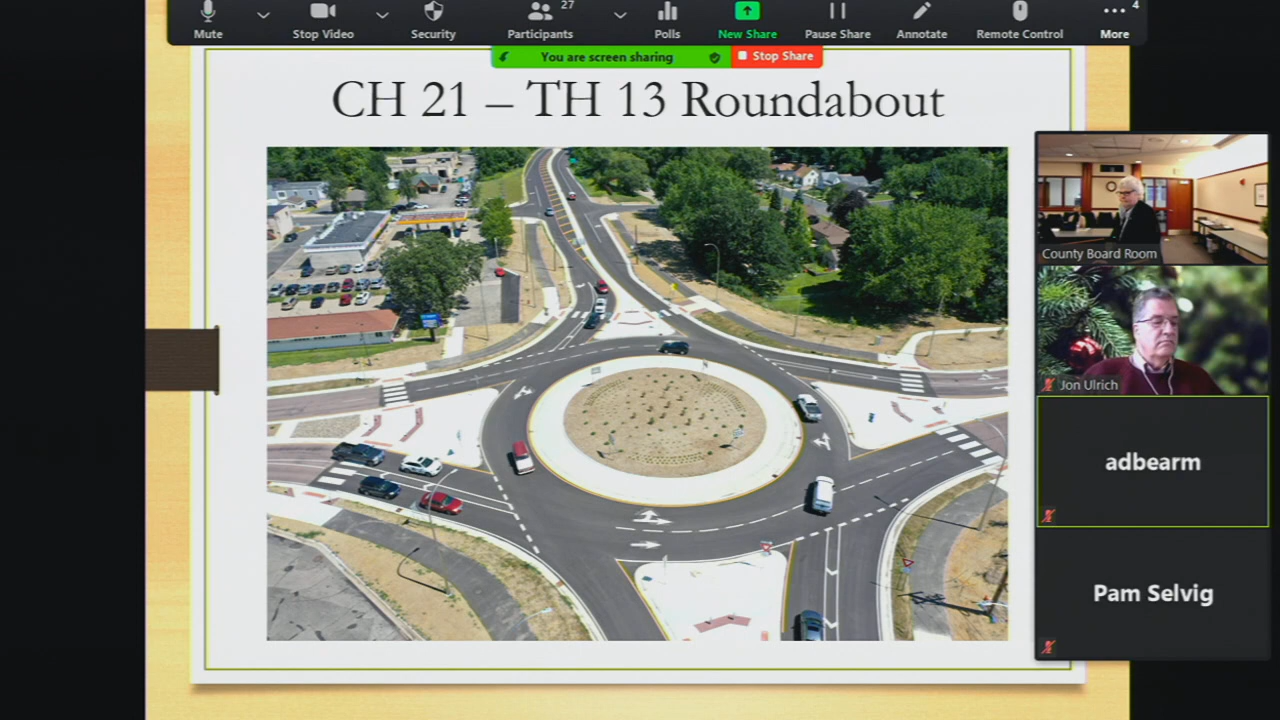 27
4
Mute
Stop Video
Security
Participants
Polls
New Share
Pause Share
Annotate
Remote Control
More
You are screen sharing
Stop Share
CH 21 – TH 13 Roundabout
County Board Room
Jon Ulrich
adbearm
Pam Selvig